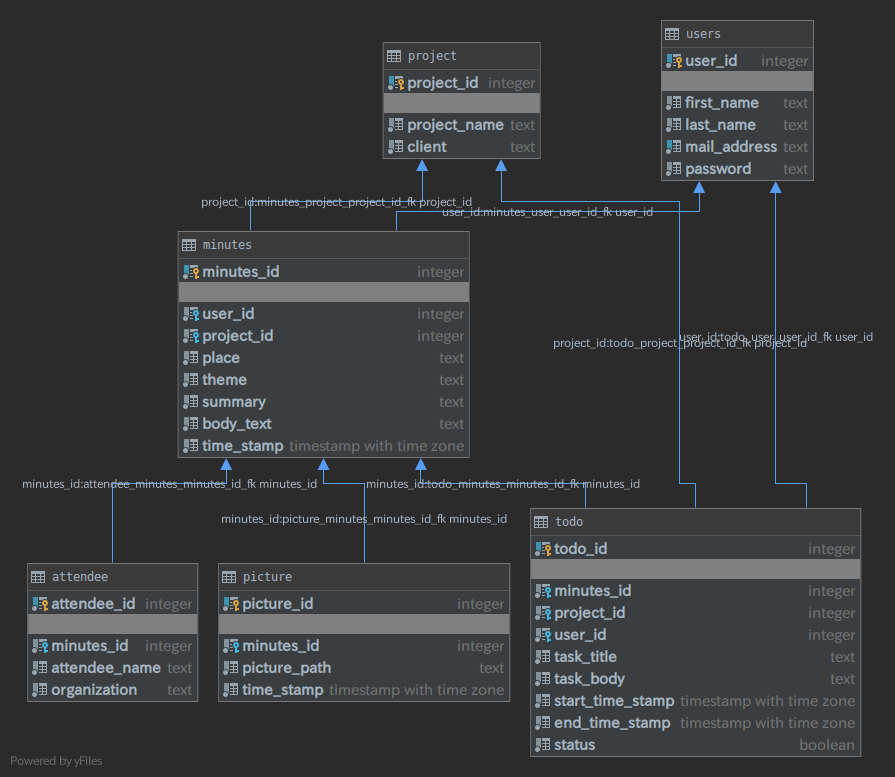 project
project_id integer
project_name text
client text
users
user_id integer
first_name text
last_name text
mail_address text
password text
project_id:minutes_project_project_id_fk project_id
user_id:minutes_user_user_id_fk user_id
minutes
minutes_id integer
user_id integer
project_id integer
place text
theme text
summary text
body_text text
time_stamp timestamp with time zone
user_id:todo_user_user_id_fk user_id
project_id:todo_project_project_id_fk project_id
minutes_id:attendee_minutes_minutes_id_fk minutes_id
minutes_id:todo_minutes_minutes_id_fk minutes_id
minutes_id:picture_minutes_minutes_id_fk minutes_id
attendee
attendee_id integer
minutes_id integer
attendee_name text
organization text
picture
picture_id integer
minutes_id integer
picture_path text
time_stamp timestamp with time zone
todo
todo_id integer
minutes_id integer
project_id integer
user_id integer
task_title text
task_body text
start_time_stamp timestamp with time zone
end_time_stamp timestamp with time zone
status boolean
Powered by yFiles